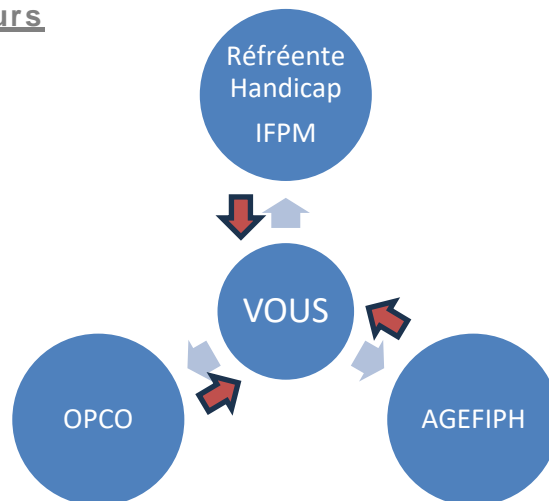 urs
Réfréente
Handicap
IFPM
VOUS
OPCO
AGEFIPH